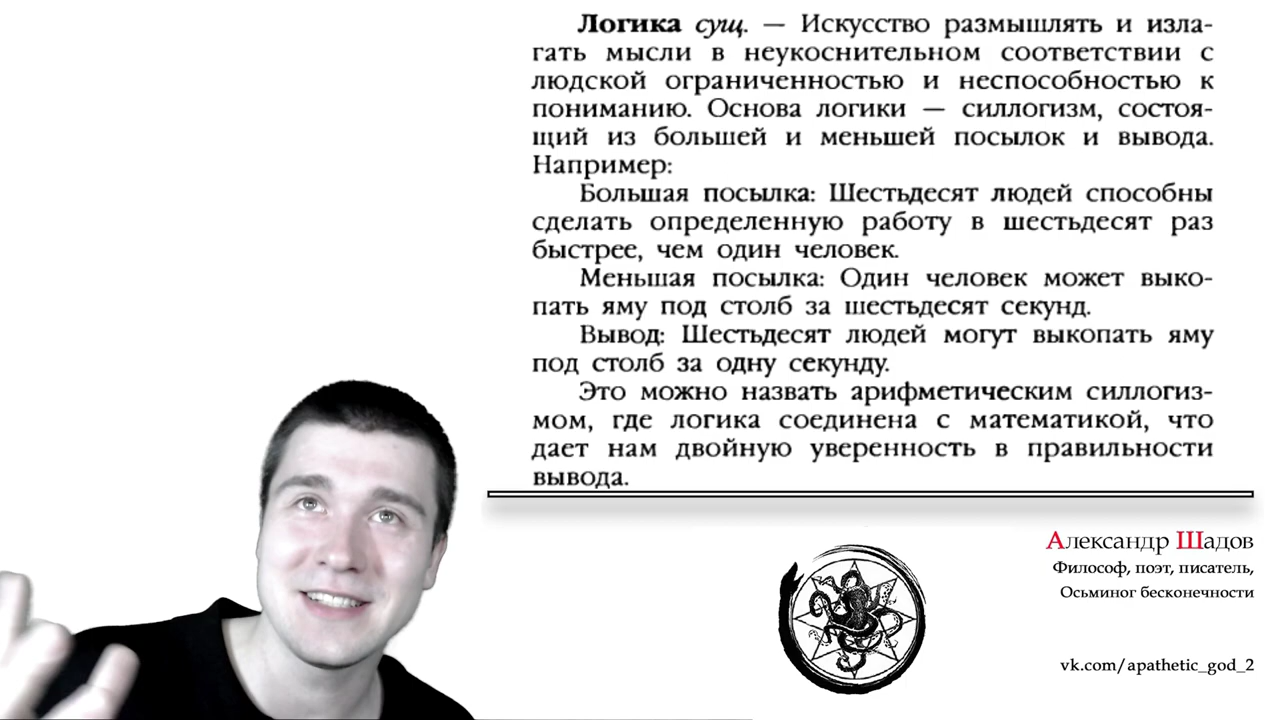 Логика сущ. — Искусство размышлять и изла-
гать мысли в неукоснительном соответствии с
людской ограниченностью и неспособностью к
пониманию. Основа логики — силлогизм, состоя-
щий из большей и меньшей посылок и вывода.
Например:
Большая посылка: Шестьдесят людей способны
сделать определенную работу в шестьдесят раз
быстрее, чем один человек.
Меньшая посылка: Один человек может выко-
пать яму под столб за шестьдесят секунд.
Вывод: Шестьдесят людей могут выкопать яму
под столб за одну секунду.
Это можно назвать арифметическим силлогиз-
мом, где логика соединена с математикой, что
дает нам двойную уверенность в правильности
вывода.
Александр Шадов
Философ, поэт, писатель,
Осьминог бесконечности
vk.com/apathetic_god_2